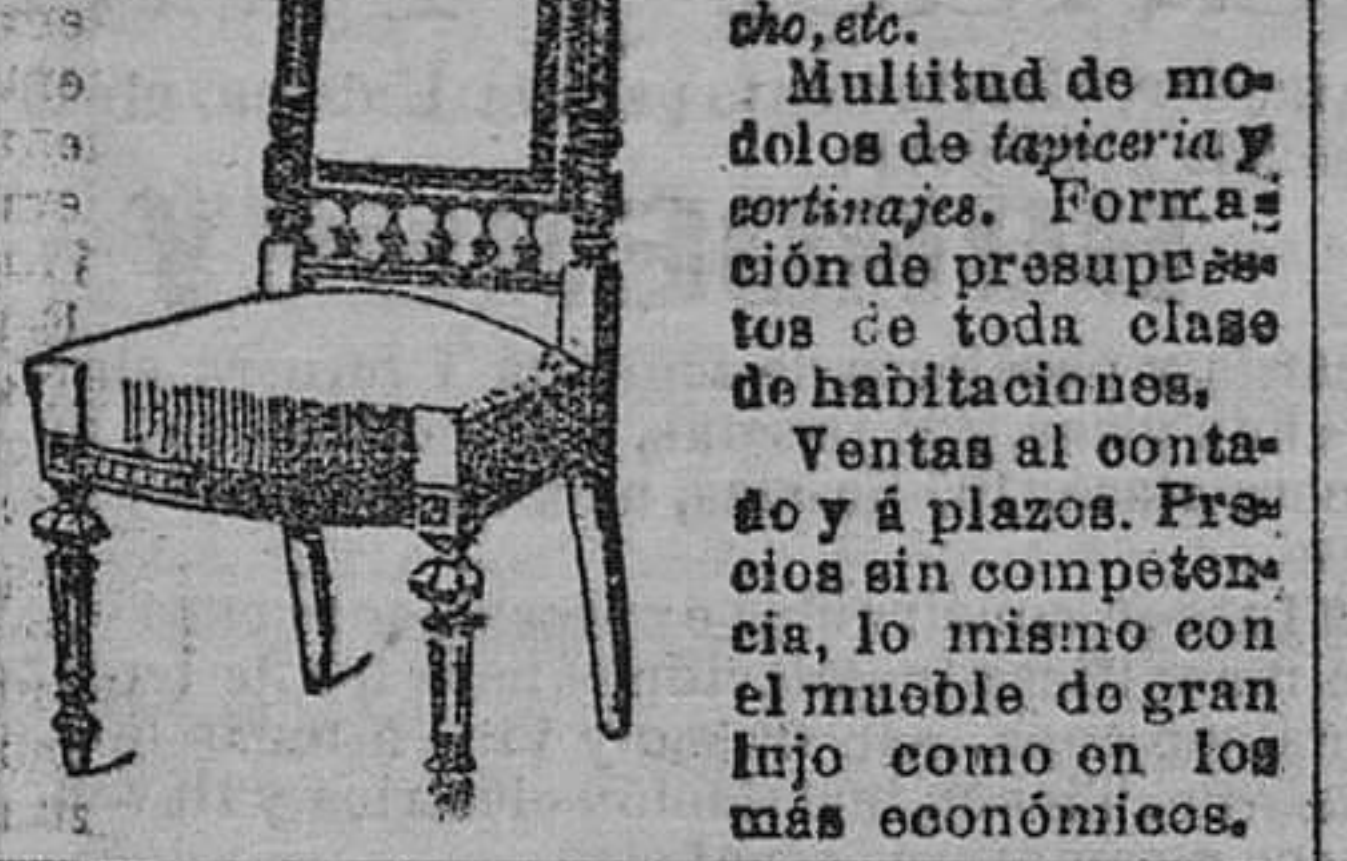 cho, etc.
Multitud de mo-
delos de tapiceria y
cortinajes. Forma-
ción de presupues-
tos de toda clase
de habitaciones.
Ventas al conta-
do y á plazos. Pre-
cios sin competen-
cia, lo mismo con
el mueble de gran
lujo como en los
más económicos.